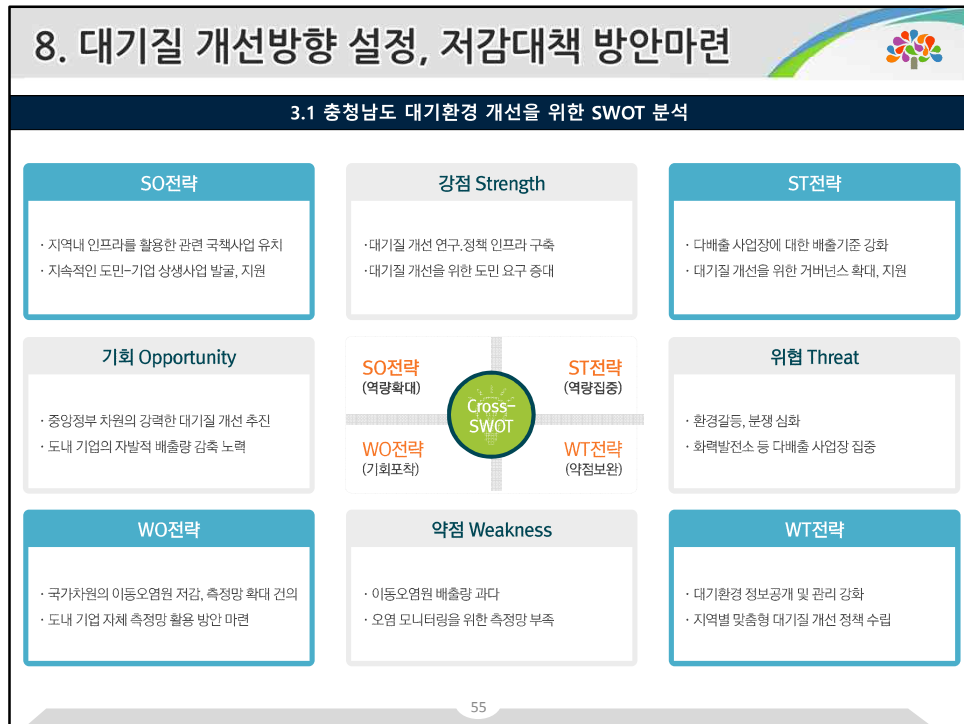 8. 대기질 개선방향 설정, 저감대책 방안마련
3.1 충청남도 대기환경 개선을 위한 SWOT 분석
SO전략
· 지역내 인프라를 활용한 관련 국책사업 유치
· 지속적인 도민-기업 상생사업 발굴, 지원
강점 Strength
·대기질 개선 연구.정책 인프라 구축
·대기질 개선을 위한 도민 요구 증대
ST전략
· 다배출 사업장에 대한 배출기준 강화
· 대기질 개선을 위한 거버넌스 확대, 지원
기회 Opportunity
· 중앙정부 차원의 강력한 대기질 개선 추진
· 도내 기업의 자발적 배출량 감축 노력
SO전략
(역량확대)
ST전략
(역량집중)
Cross-
SWOT
WO전략
(기회포착)
WT전략
(약점보완)
위협 Threat
· 환경갈등, 분쟁 심화
· 화력발전소 등 다배출 사업장 집중
WO전략
· 국가차원의 이동오염원 저감, 측정망 확대 건의
· 도내 기업 자체 측정망 활용 방안 마련
약점 Weakness
· 이동오염원 배출량 과다
· 오염 모니터링을 위한 측정망 부족
WT전략
· 대기환경 정보공개 및 관리 강화
· 지역별 맞춤형 대기질 개선 정책 수립
55